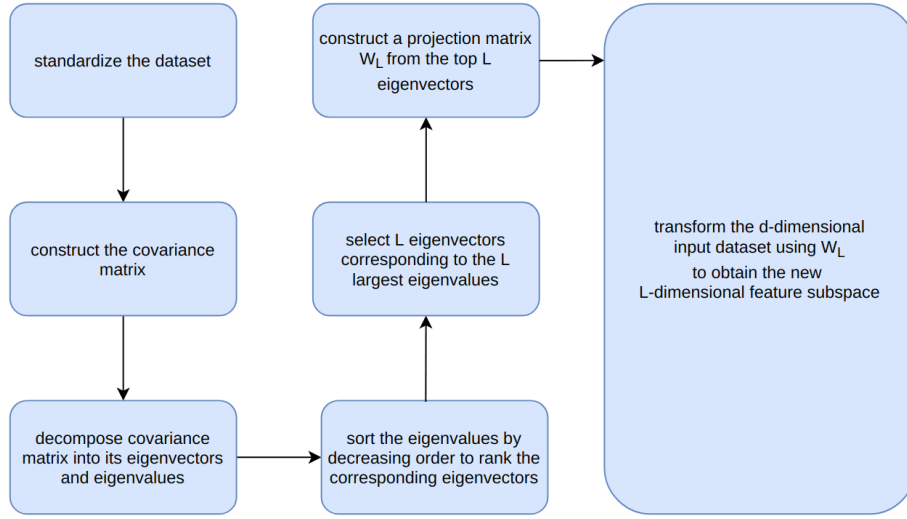 standardize the dataset
construct the covariance
matrix
decompose covariance
matrix into its eigenvectors
and eigenvalues
sort the eigenvalues by
decreasing order to rank the
corresponding eigenvectors
select L eigenvectors
corresponding to the L
largest eigenvalues
construct a projection matrix
W_L from the top L
eigenvectors
transform the d-dimensional
input dataset using W_L
to obtain the new
L-dimensional feature subspace